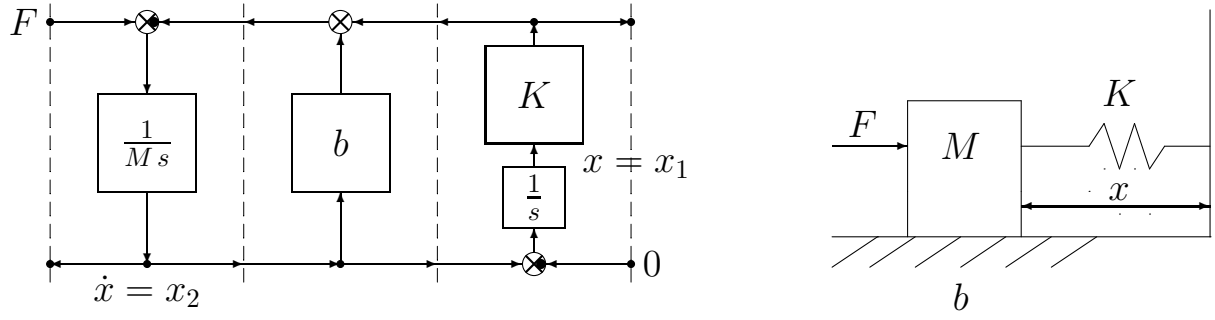 F
1
M s
b
K
1
s
x = x₁
0
ẋ = x₂
F
M
K
x
b